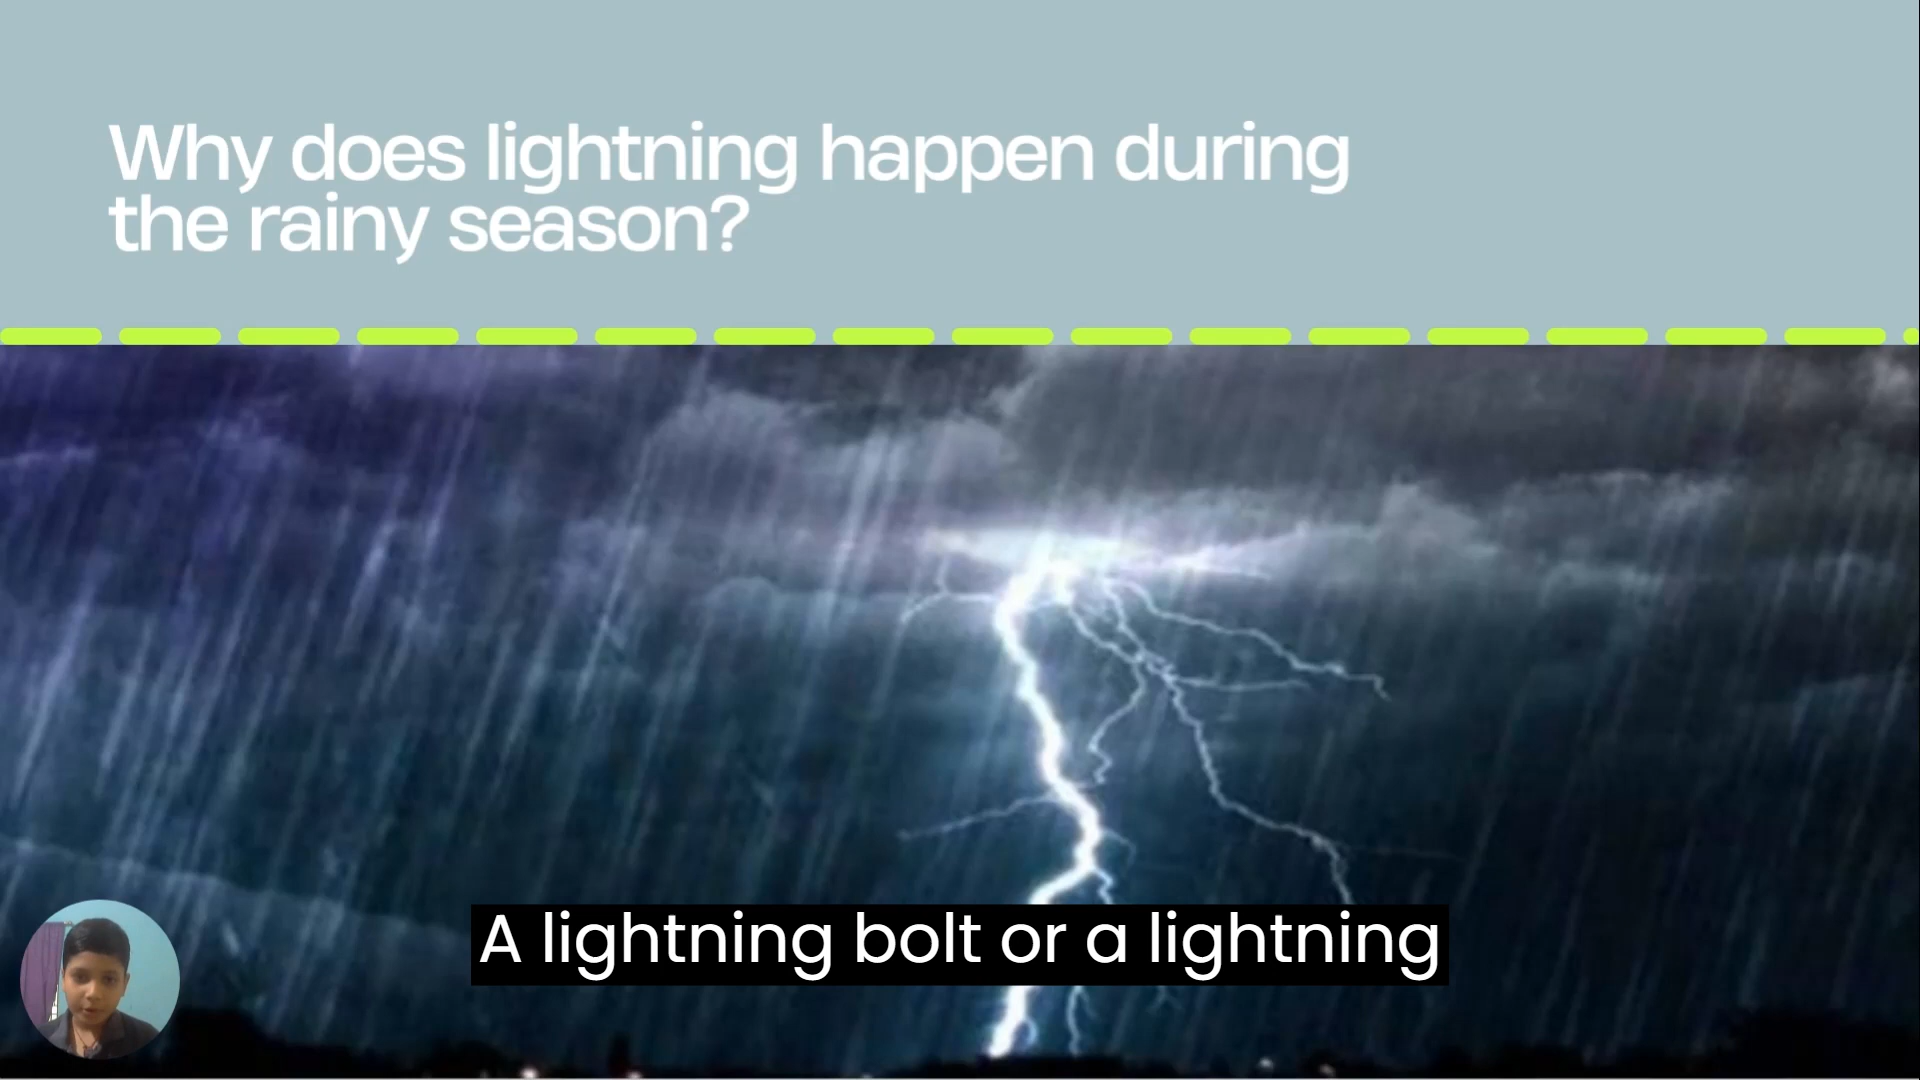 Why does lightning happen during
the rainy season?
A lightning bolt or a lightning